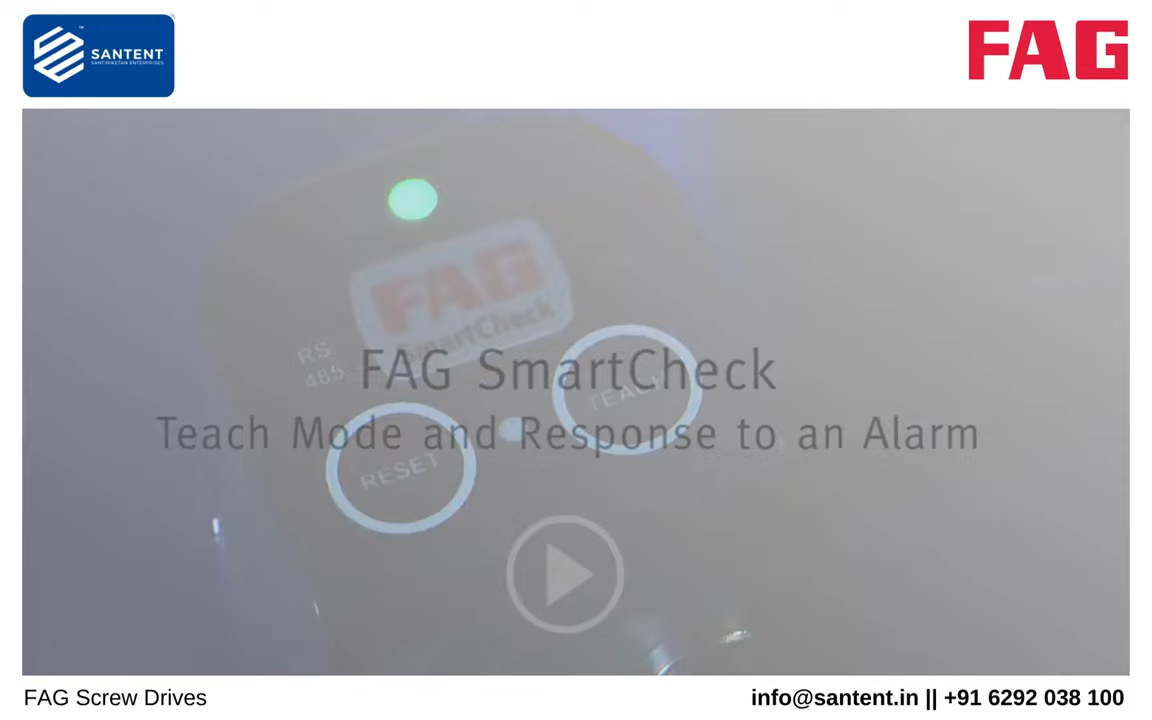 SANTENT
SANTINIKETAN ENTERPRISES
FAG
FAG
SmartCheck
RS
485
TEACH
RESET
FAG SmartCheck
Teach Mode and Response to an Alarm
FAG Screw Drives
info@santent.in || +91 6292 038 100